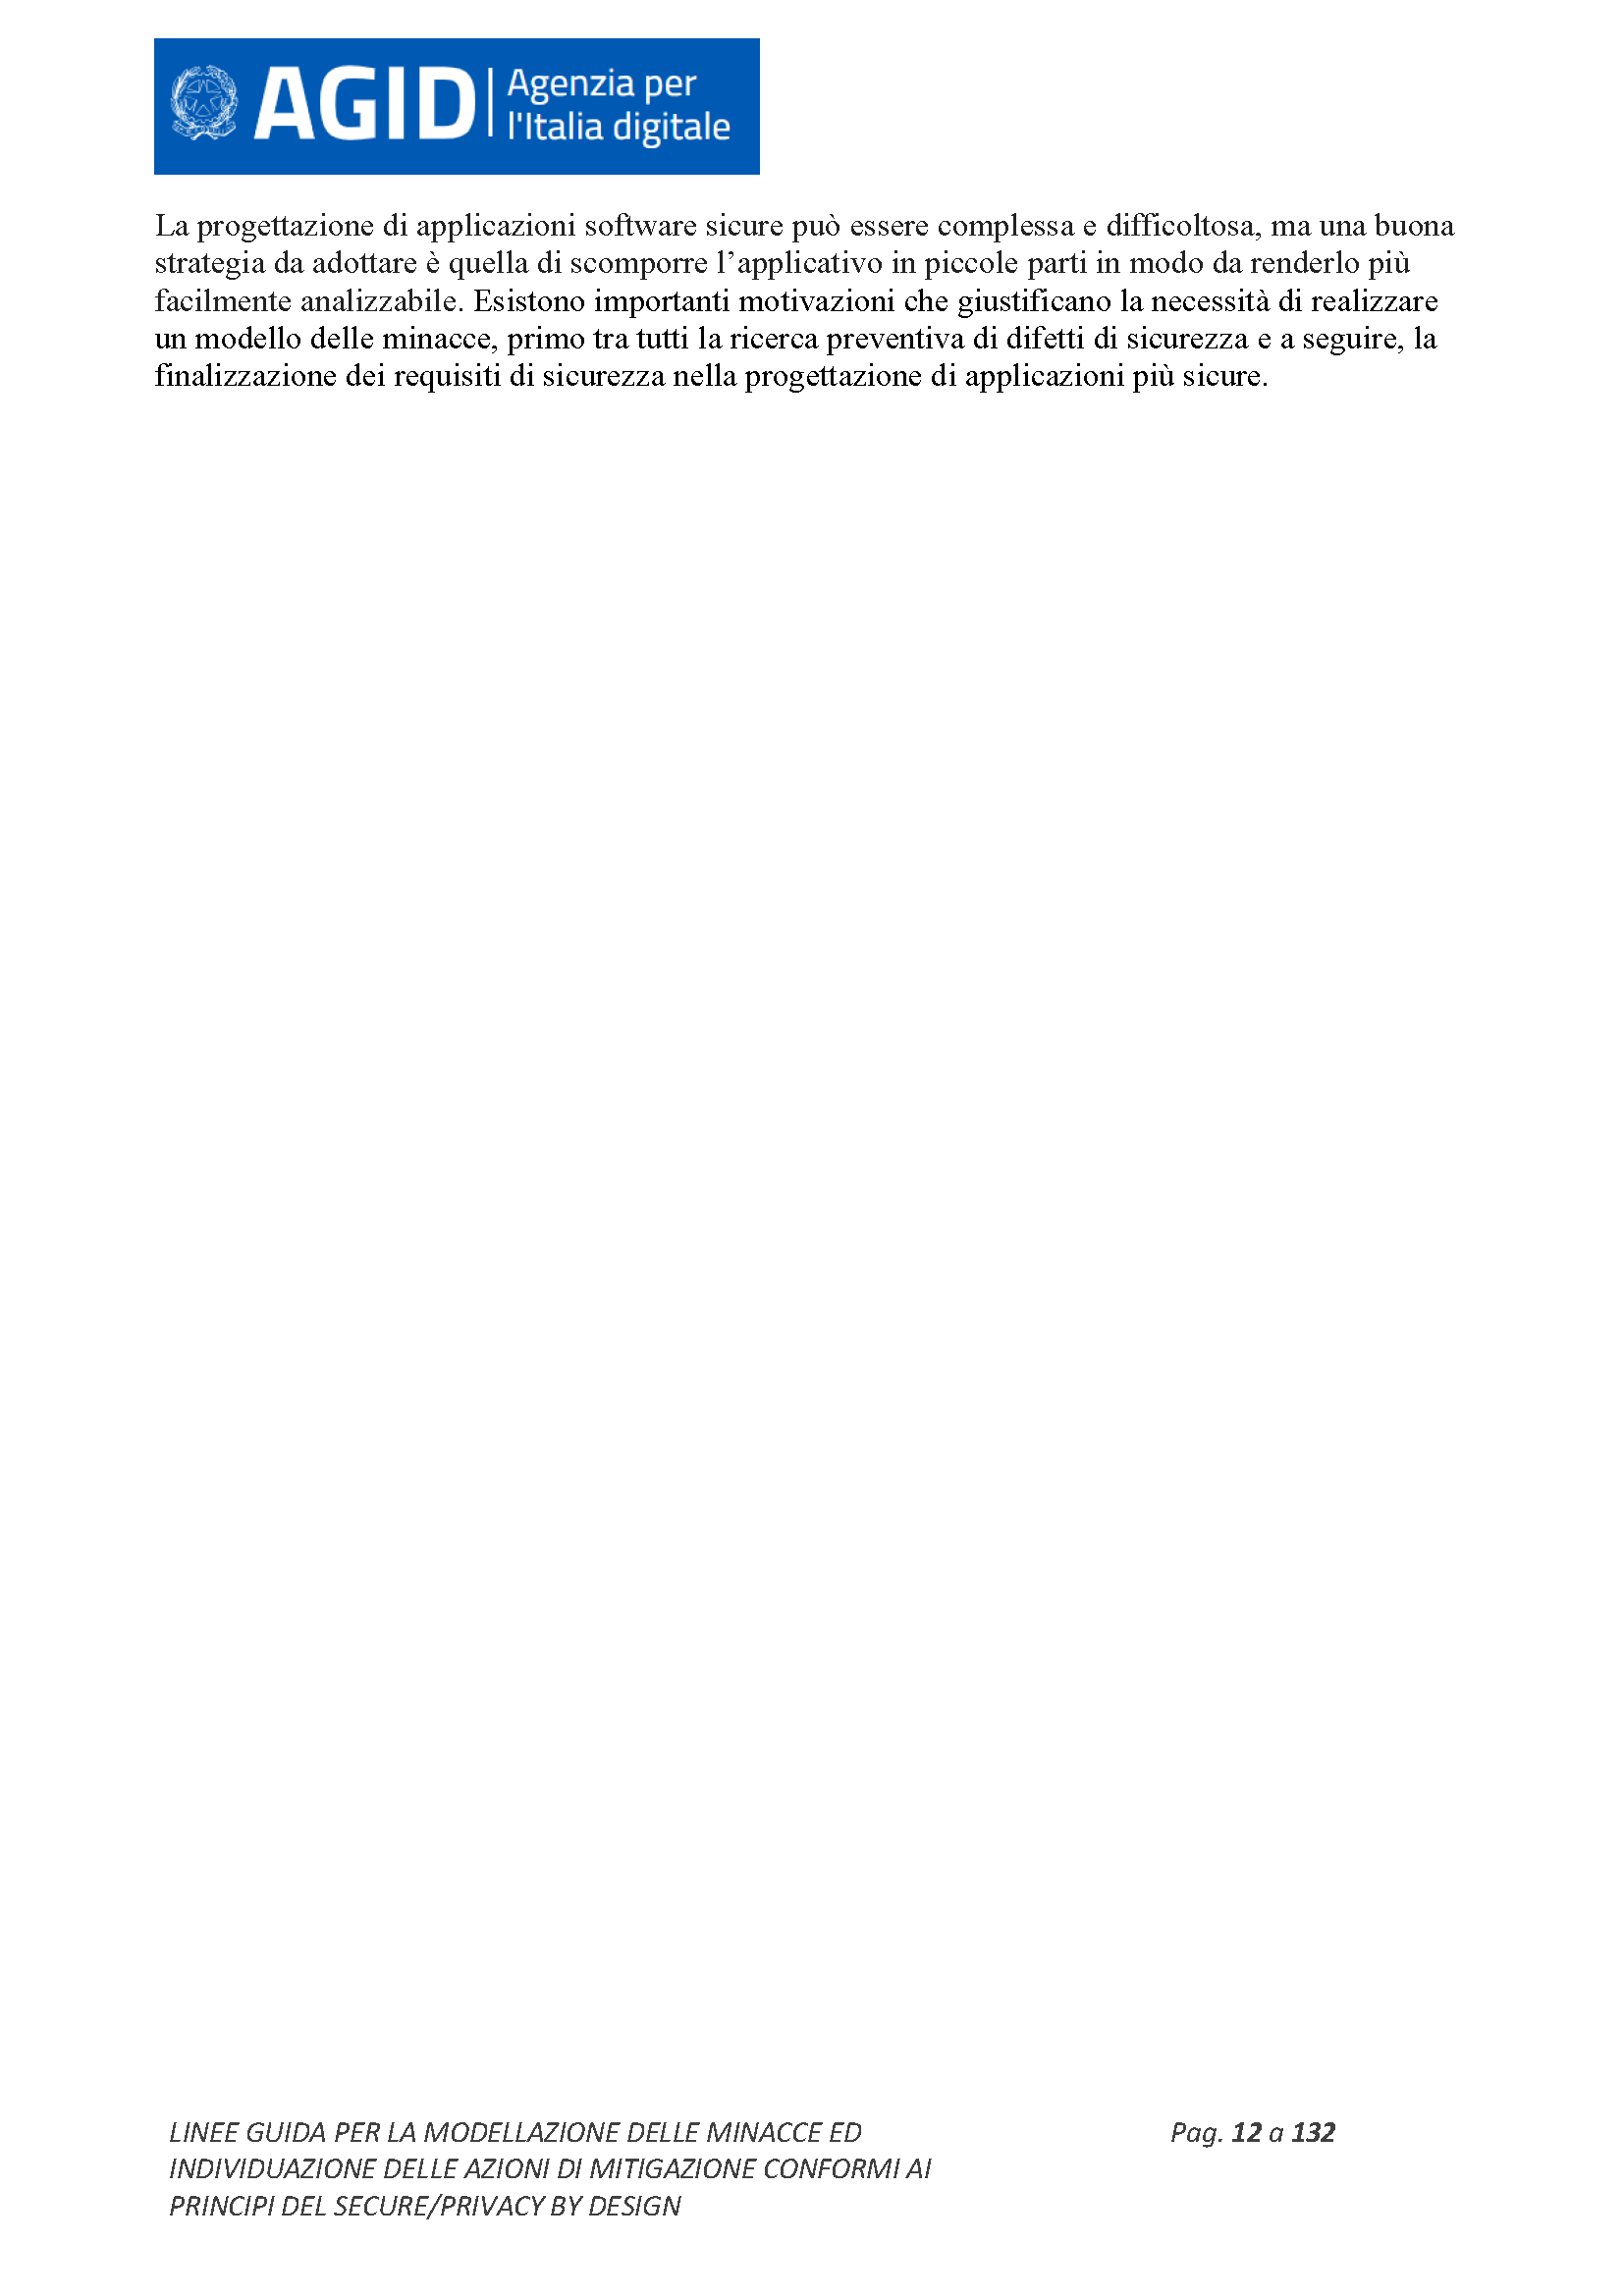 AGID
Agenzia per
l'Italia digitale
La progettazione di applicazioni software sicure può essere complessa e difficoltosa, ma una buona
strategia da adottare è quella di scomporre l’applicativo in piccole parti in modo da renderlo più
facilmente analizzabile. Esistono importanti motivazioni che giustificano la necessità di realizzare
un modello delle minacce, primo tra tutti la ricerca preventiva di difetti di sicurezza e a seguire, la
finalizzazione dei requisiti di sicurezza nella progettazione di applicazioni più sicure.
LINEE GUIDA PER LA MODELLAZIONE DELLE MINACCE ED
INDIVIDUAZIONE DELLE AZIONI DI MITIGAZIONE CONFORMI AI
PRINCIPI DEL SECURE/PRIVACY BY DESIGN
Pag. 12 a 132